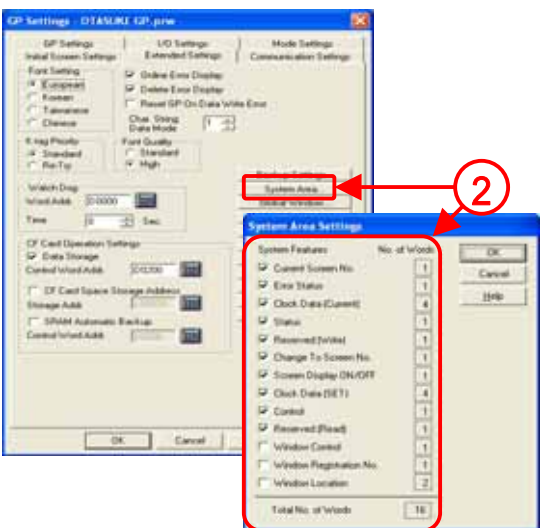 GP Settings - OTASUKE GP.prw
GP Settings
I/O Settings
Mode Settings
Initial Screen Settings
Extended Settings
Communication Settings
Font Setting
European
Korean
Taiwanese
Chinese
Online Error Display
Delete Error Display
Reset GP On Data Write Error
Char. String
Data Mode
1
K-tag Priority
Standard
Re-Try
Font Quality
Standard
High
System Area
Global Window
Watch Dog
Word Addr.
Time
0
Sec.
CF Card Operation Settings
Data Storage
Control Word Addr.
CF Card Space Storage Address
Storage Addr.
SRAM Automatic Backup
Control Word Addr.
OK
Cancel
2
System Area Settings
System Features
No. of Words
Current Screen No.
1
Error Status
1
Clock Data (Current)
4
Status
1
Reserved (Write)
1
Change To Screen No.
1
Screen Display ON/OFF
1
Clock Data (SET)
4
Control
1
Reserved (Read)
1
Window Control
1
Window Registration No.
1
Window Location
2
Total No. of Words
16
OK
Cancel
Help